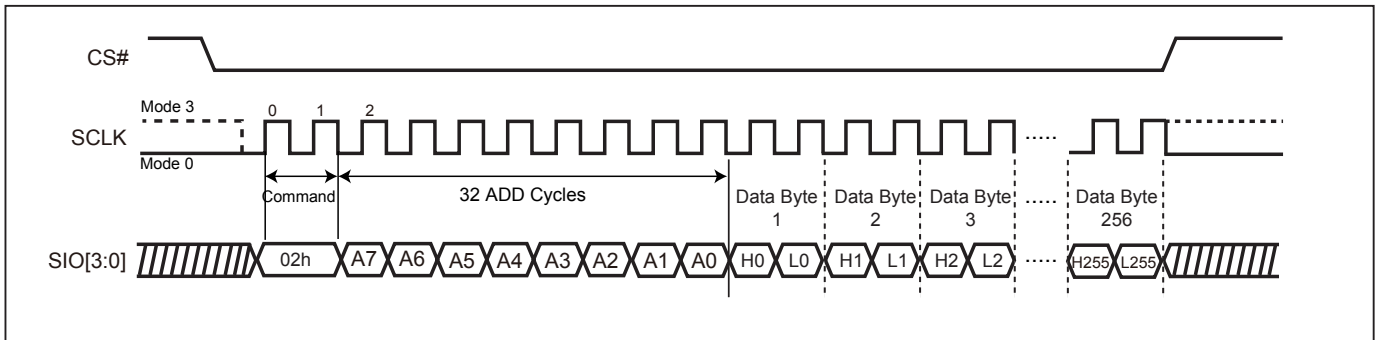 CS#
Mode 3
0 1 2
SCLK
.....
Mode 0
Command
32 ADD Cycles
Data Byte 1
Data Byte 2
Data Byte 3
.....
Data Byte 256
SIO[3:0]
02h A7 A6 A5 A4 A3 A2 A1 A0 H0 L0 H1 L1 H2 L2 ..... H255 L255